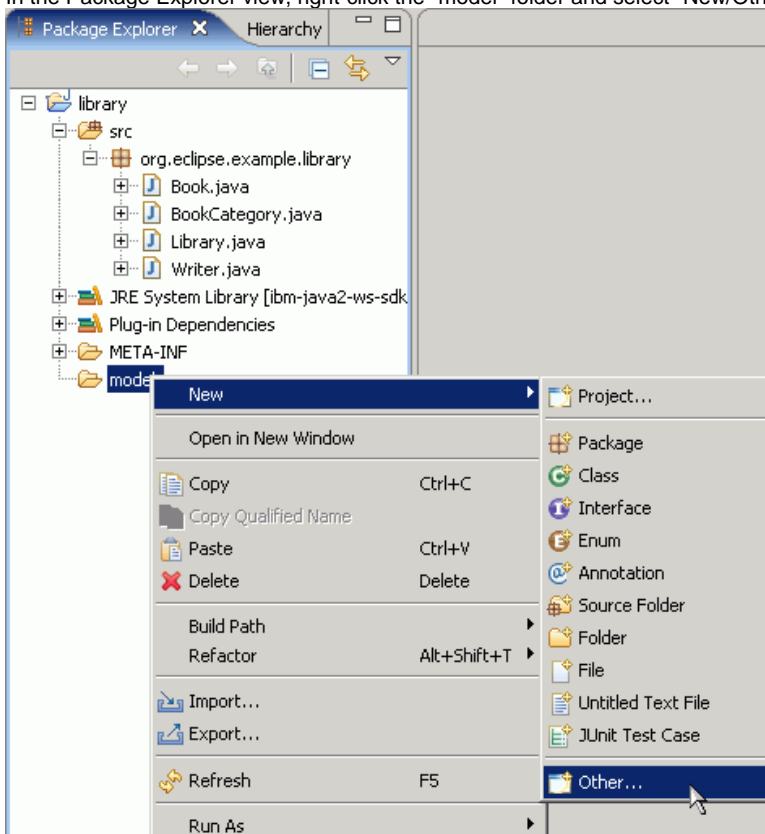 In the Package Explorer view, right-click the "model" folder and select "New/Oth
Package Explorer Hierarchy
library
src
org.eclipse.example.library
Book.java
BookCategory.java
Library.java
Writer.java
JRE System Library [ibm-java2-ws-sdk
Plug-in Dependencies
META-INF
model
New
Open in New Window
Copy Ctrl+C
Copy Qualified Name
Paste Ctrl+V
Delete Delete
Build Path
Refactor Alt+Shift+T
Import...
Export...
Refresh F5
Run As
Project...
Package
Class
Interface
Enum
Annotation
Source Folder
Folder
File
Untitled Text File
JUnit Test Case
Other...